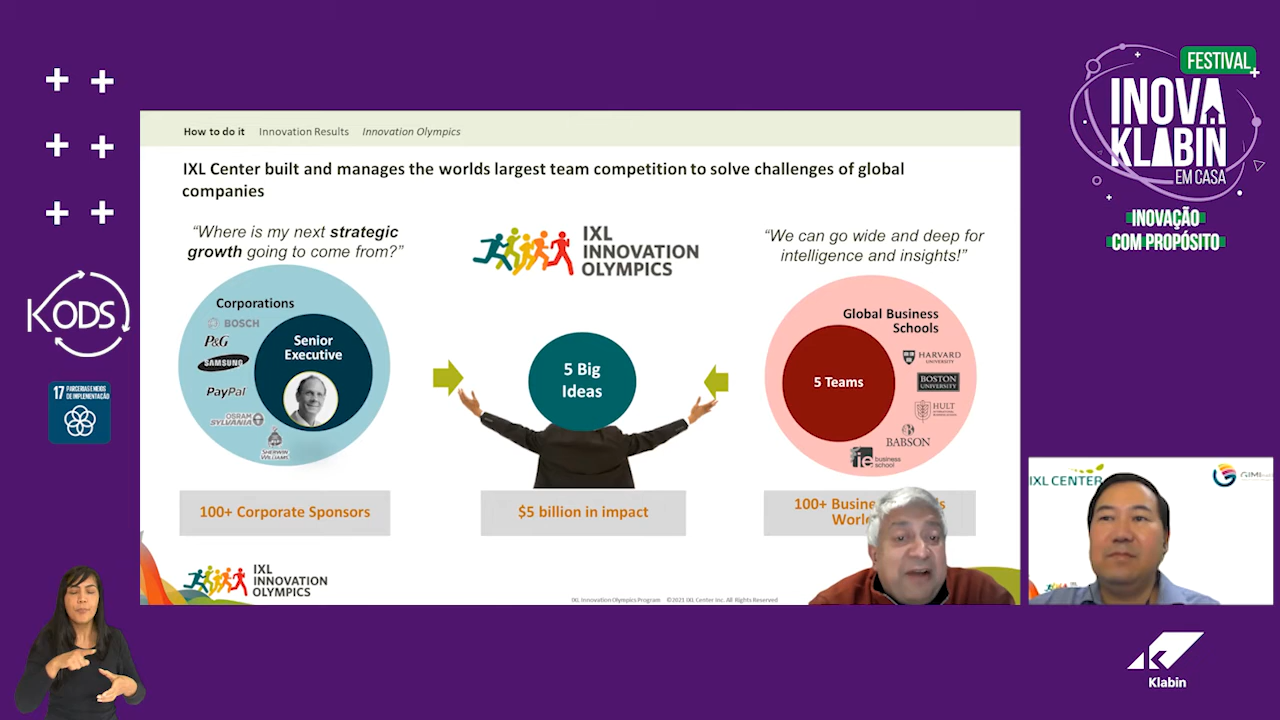 FESTIVAL
INOVA
KLABIN
EM CASA
INOVAÇÃO
COM PROPÓSITO
KODS
17 PARCERIAS E MEIOS
DE IMPLEMENTAÇÃO
How to do it Innovation Results Innovation Olympics
IXL Center built and manages the worlds largest team competition to solve challenges of global
companies
“Where is my next strategic
growth going to come from?”
IXL
INNOVATION
OLYMPICS
“We can go wide and deep for
intelligence and insights!”
Corporations
BOSCH
P&G
SAMSUNG
PayPal
OSRAM
SYLVANIA
SHERWIN
WILLIAMS
Senior
Executive
5 Big
Ideas
Global Business
Schools
5 Teams
HARVARD
UNIVERSITY
BOSTON
UNIVERSITY
HULT
BABSON
ie business
school
100+ Corporate Sponsors
$5 billion in impact
100+
IXL
INNOVATION
OLYMPICS
IXL Innovation Olympics Program ©2021 IXL Center Inc. All Rights Reserved
IXL CENTER
GIMI
Klabin